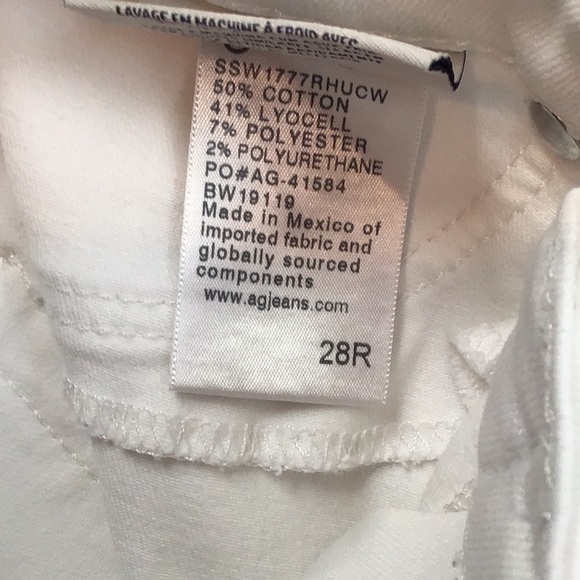 LAVAGE EN MACHINE À FROID AVEC
SSW1777RHUCW
50% COTTON
41% LYOCELL
7% POLYESTER
2% POLYURETHANE
PO#AG-41584
BW19119
Made in Mexico of
imported fabric and
globally sourced
components
www.agjeans.com
28R